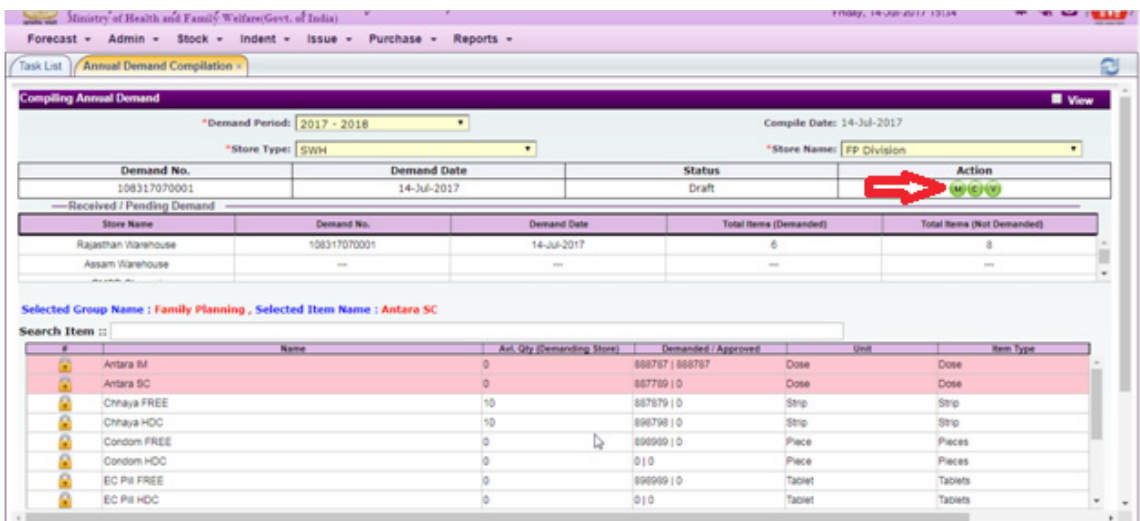 Ministry of Health and Family Welfare(Govt. of India)
Friday, 14-Jul-2017 15:34
Forecast Admin Stock Indent Issue Purchase Reports
Task List Annual Demand Compilation ×
Compiling Annual Demand View
*Demand Period: 2017 - 2018 Compile Date: 14-Jul-2017
*Store Type: SWH *Store Name: FP Division
Demand No. Demand Date Status Action
108317070001 14-Jul-2017 Draft M C V
Received / Pending Demand
Store Name Demand No. Demand Date Total Items (Demanded) Total Items (Not Demanded)
Rajasthan Warehouse 108317070001 14-Jul-2017 6 8
Assam Warehouse --- --- --- ---
Selected Group Name : Family Planning , Selected Item Name : Antara SC
Search Item ::
# Name Avl. Qty (Demanding Store) Demanded / Approved Unit Item Type
Antara IM 0 888787 | 888787 Dose Dose
Antara SC 0 887789 | 0 Dose Dose
Chhaya FREE 10 887879 | 0 Strip Strip
Chhaya HDC 10 898798 | 0 Strip Strip
Condom FREE 0 898989 | 0 Piece Pieces
Condom HDC 0 0 | 0 Piece Pieces
EC Pill FREE 0 898989 | 0 Tablet Tablets
EC Pill HDC 0 0 | 0 Tablet Tablets